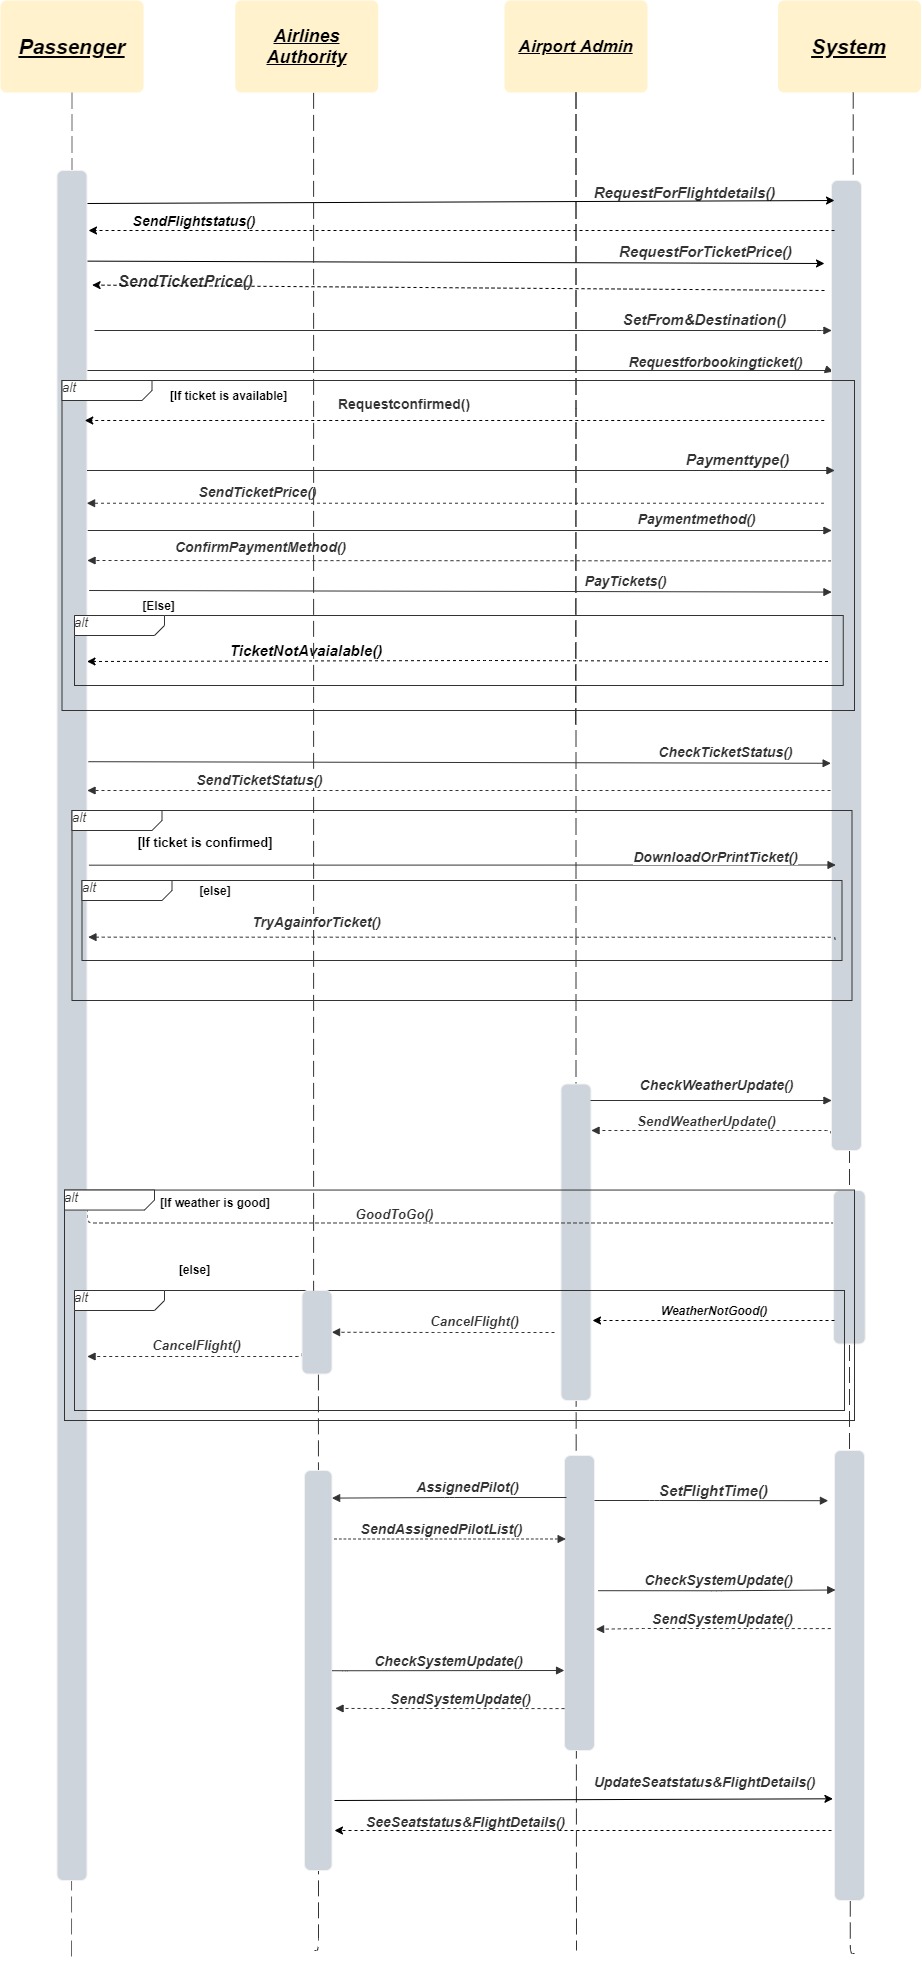 Passenger
Airlines
Authority
Airport Admin
System
RequestForFlightdetails()
SendFlightstatus()
RequestForTicketPrice()
SendTicketPrice()
SetFrom&Destination()
Requestforbookingticket()
alt
[If ticket is available]
Requestconfirmed()
Paymenttype()
SendTicketPrice()
Paymentmethod()
ConfirmPaymentMethod()
PayTickets()
[Else]
alt
TicketNotAvaialable()
CheckTicketStatus()
SendTicketStatus()
alt
[If ticket is confirmed]
DownloadOrPrintTicket()
alt
[else]
TryAgainforTicket()
CheckWeatherUpdate()
SendWeatherUpdate()
alt
[If weather is good]
GoodToGo()
[else]
alt
WeatherNotGood()
CancelFlight()
CancelFlight()
AssignedPilot()
SetFlightTime()
SendAssignedPilotList()
CheckSystemUpdate()
SendSystemUpdate()
CheckSystemUpdate()
SendSystemUpdate()
UpdateSeatstatus&FlightDetails()
SeeSeatstatus&FlightDetails()